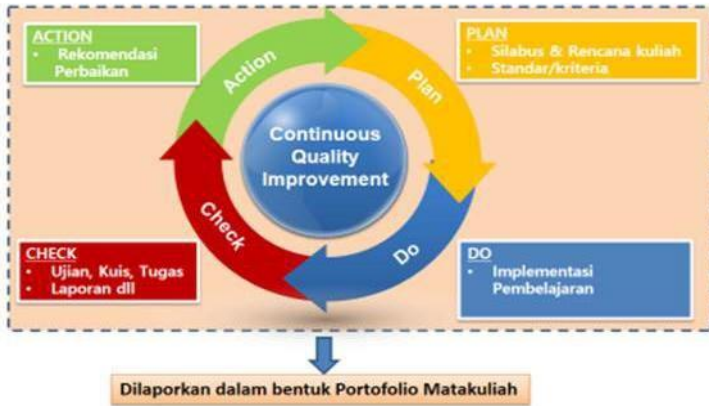 ACTION
• Rekomendasi
Perbaikan
PLAN
• Silabus & Rencana kuliah
• Standar/kriteria
Action
Plan
Continuous
Quality
Improvement
Check
Do
CHECK
• Ujian, Kuis, Tugas
• Laporan dll
DO
• Implementasi
Pembelajaran
Dilaporkan dalam bentuk Portofolio Matakuliah